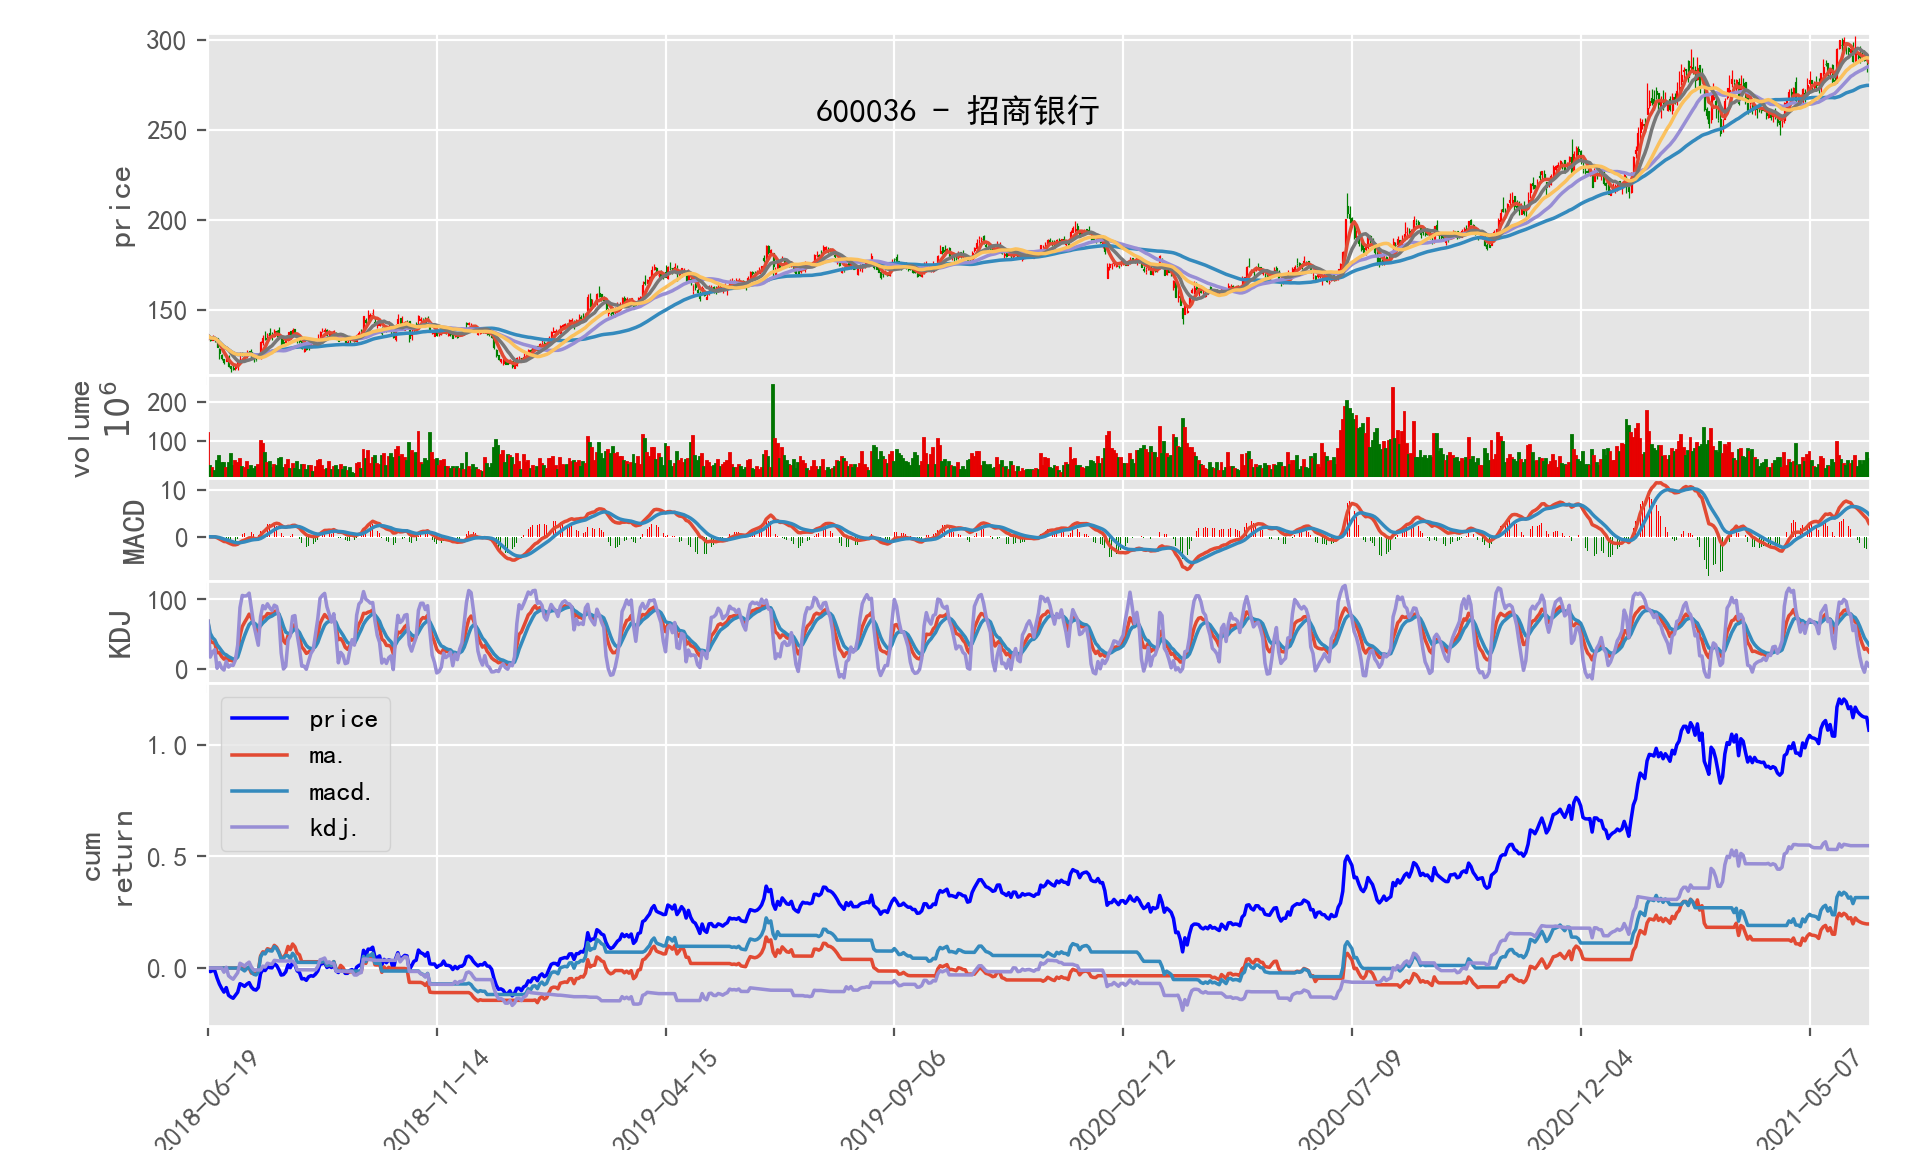 600036 - 招商银行
price
300
250
200
150
volume
10⁶
200
100
MACD
10
0
KDJ
100
0
cum
return
1.0
0.5
0.0
price
ma.
macd.
kdj.
2018-06-19
2018-11-14
2019-04-15
2019-09-06
2020-02-12
2020-07-09
2020-12-04
2021-05-07